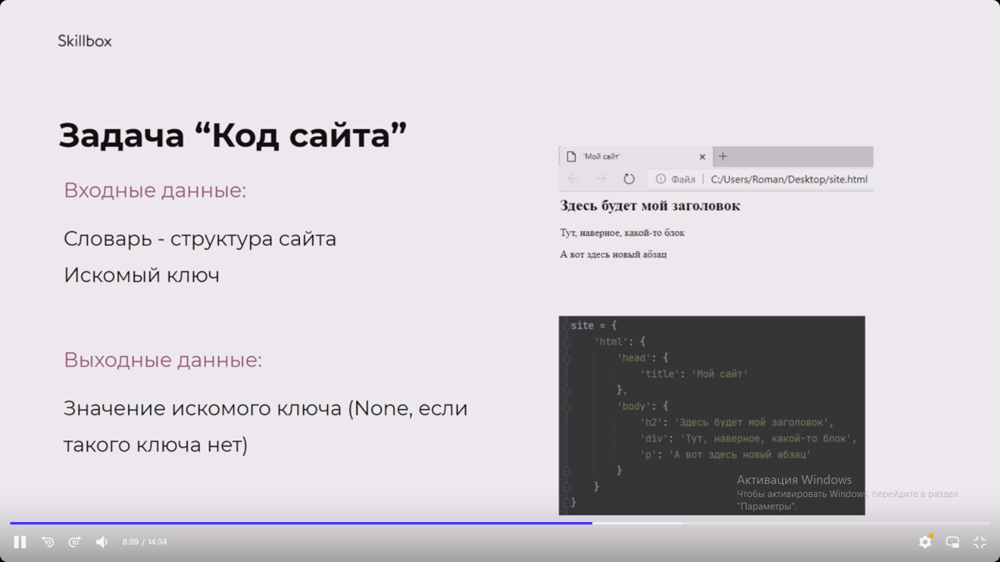 Skillbox
Задача “Код сайта”
Входные данные:
Словарь - структура сайта
Искомый ключ
Выходные данные:
Значение искомого ключа (None, если
такого ключа нет)
'Мой сайт'
Файл | C:/Users/Roman/Desktop/site.html
Здесь будет мой заголовок
Тут, наверное, какой-то блок
А вот здесь новый абзац
site = {
'html': {
'head': {
'title': 'Мой сайт'
},
'body': {
'h2': 'Здесь будет мой заголовок',
'div': 'Тут, наверное, какой-то блок',
'p': 'А вот здесь новый абзац'
}
}
}
Активация Windows
Чтобы активировать Windows, перейдите в раздел
"Параметры".
10
10
8:39 / 14:34